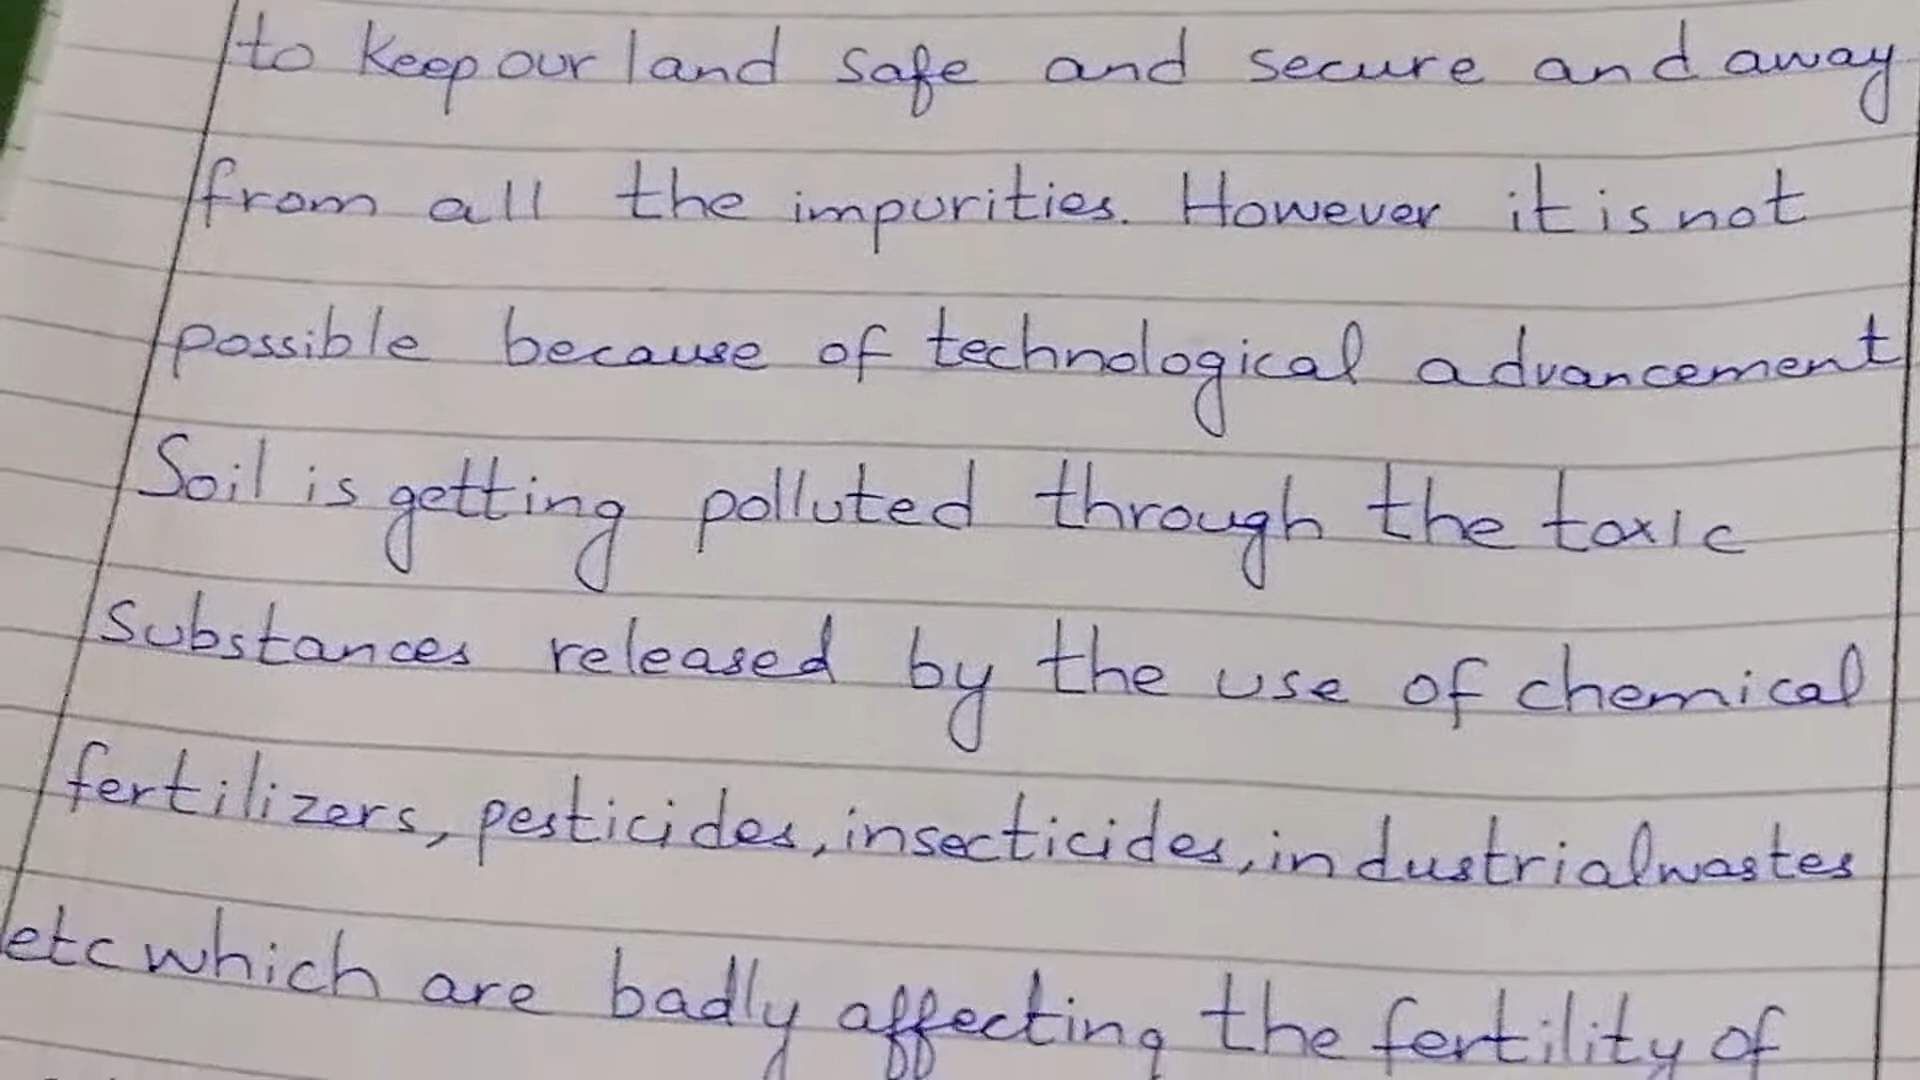 to keep our land safe and secure and away
from all the impurities. However it is not
possible because of technological advancement
Soil is getting polluted through the toxic
substances released by the use of chemical
fertilizers, pesticides, insecticides, industrial wastes
etc which are badly affecting the fertility of